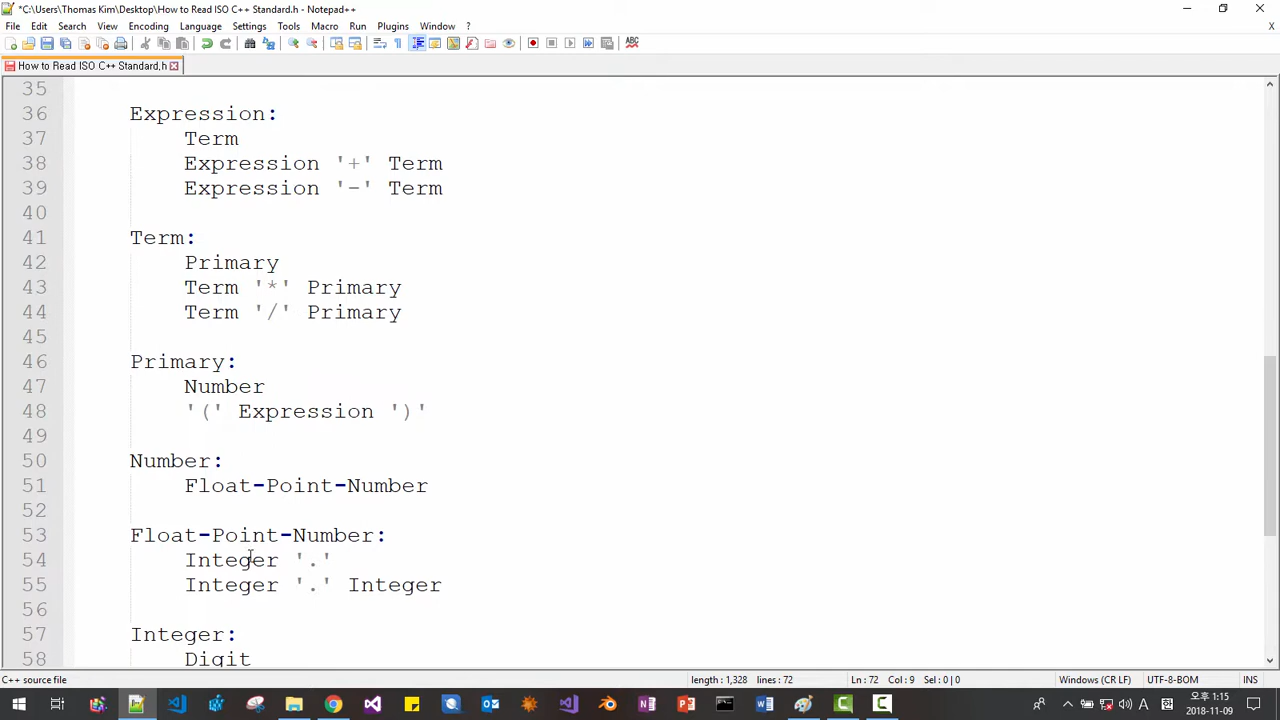 *C:\Users\Thomas Kim\Desktop\How to Read ISO C++ Standard.h - Notepad++
File Edit Search View Encoding Language Settings Tools Macro Run Plugins Window ?
X
How to Read ISO C++ Standard.h
35
36 Expression:
37 Term
38 Expression '+' Term
39 Expression '-' Term
40
41 Term:
42 Primary
43 Term '*' Primary
44 Term '/' Primary
45
46 Primary:
47 Number
48 '(' Expression ')'
49
50 Number:
51 Float-Point-Number
52
53 Float-Point-Number:
54 Integer '.'
55 Integer '.' Integer
56
57 Integer:
58 Digit
C++ source file length : 1,328 lines : 72 Ln : 72 Col : 9 Sel : 0 | 0 Windows (CR LF) UTF-8-BOM INS
A 오후 1:15
2018-11-09